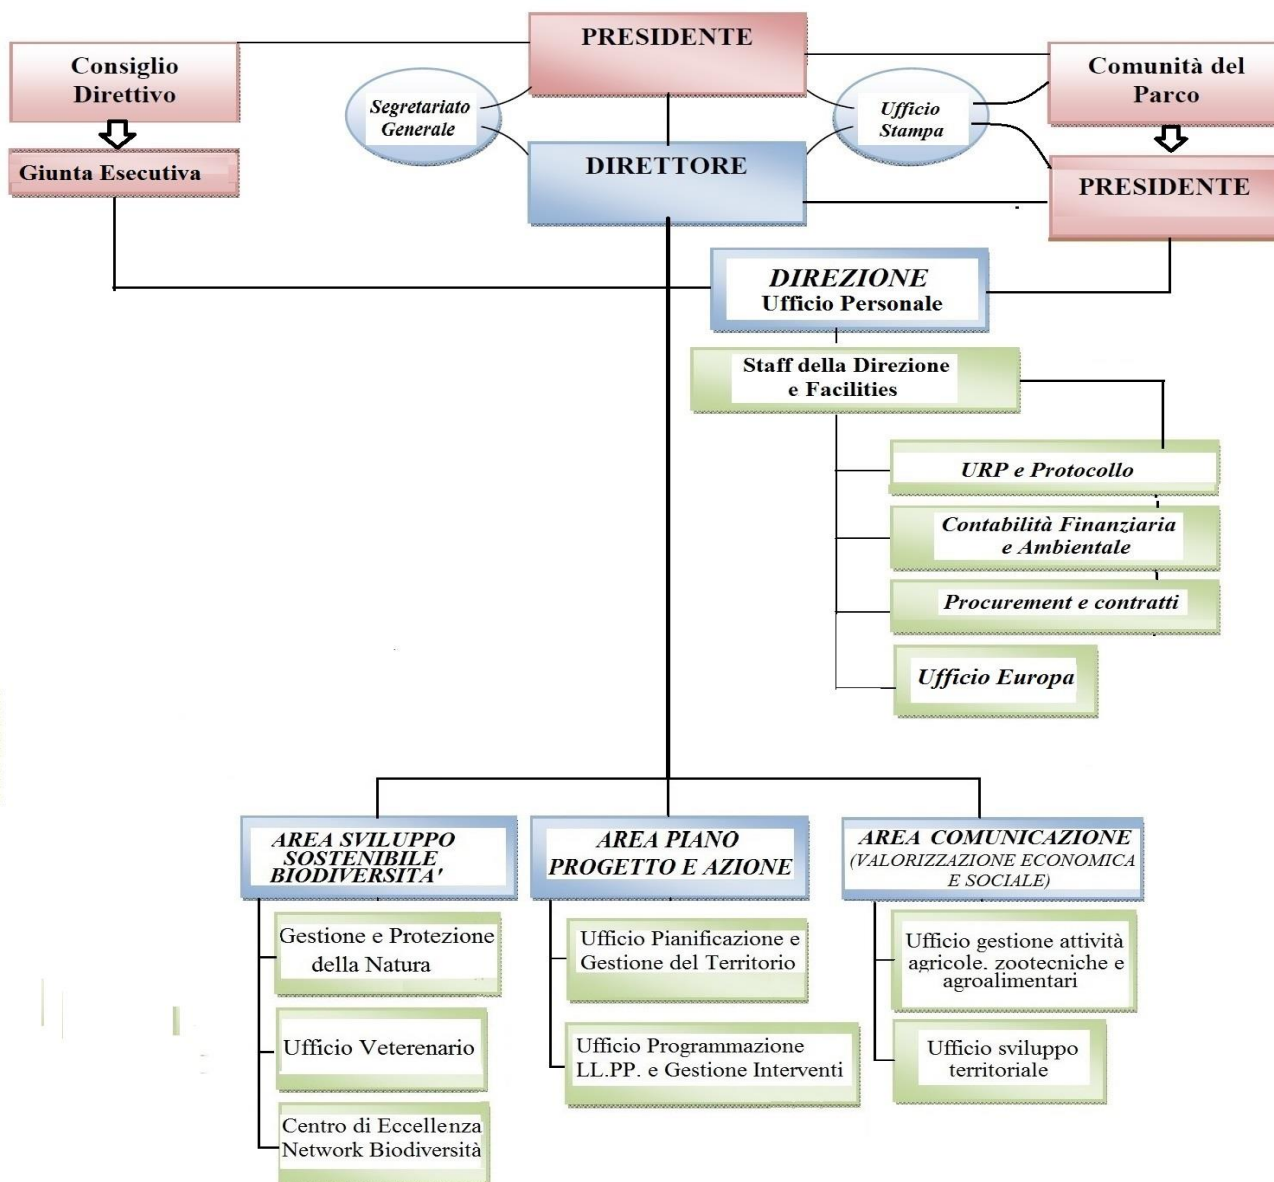 PRESIDENTE
Consiglio
Direttivo
Comunità del
Parco
Segretariato
Generale
Ufficio
Stampa
Giunta Esecutiva
DIRETTORE
PRESIDENTE
DIREZIONE
Ufficio Personale
Staff della Direzione
e Facilities
URP e Protocollo
Contabilità Finanziaria
e Ambientale
Procurement e contratti
Ufficio Europa
AREA SVILUPPO
SOSTENIBILE
BIODIVERSITA'
AREA PIANO
PROGETTO E AZIONE
AREA COMUNICAZIONE
(VALORIZZAZIONE ECONOMICA
E SOCIALE)
Gestione e Protezione
della Natura
Ufficio Pianificazione e
Gestione del Territorio
Ufficio gestione attività
agricole, zootecniche e
agroalimentari
Ufficio Veterenario
Ufficio Programmazione
LL.PP. e Gestione Interventi
Ufficio sviluppo
territoriale
Centro di Eccellenza
Network Biodiversità